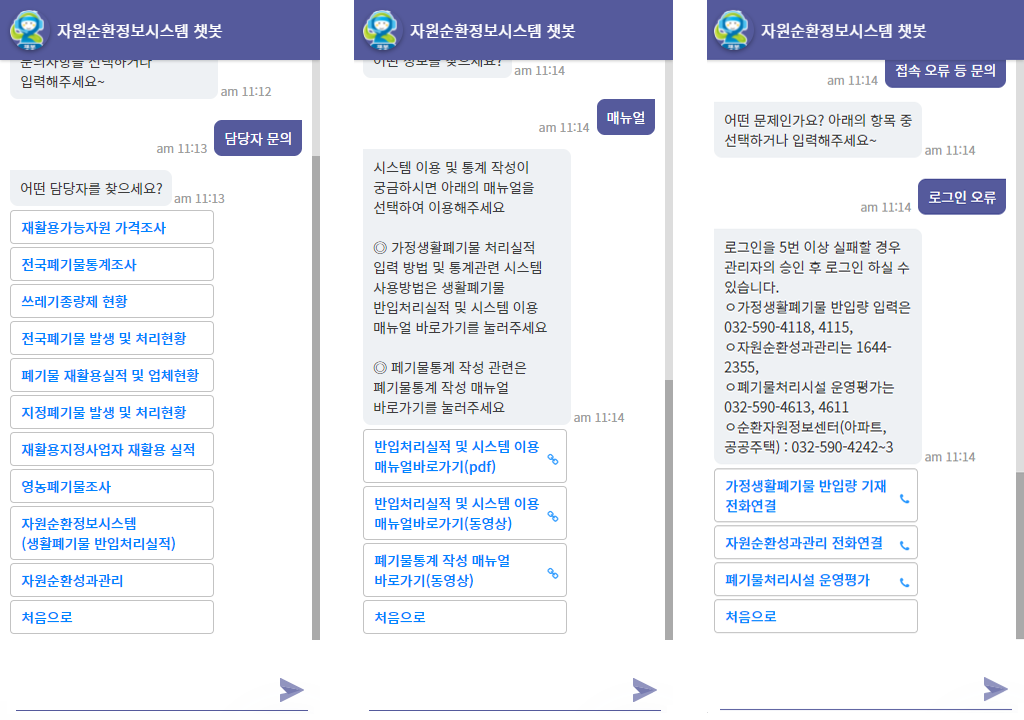 자원순환정보시스템 챗봇
문의사항을 선택하거나
입력해주세요~
am 11:12
담당자 문의
am 11:13
어떤 담당자를 찾으세요?
am 11:13
재활용가능자원 가격조사
전국폐기물통계조사
쓰레기종량제 현황
전국폐기물 발생 및 처리현황
폐기물 재활용실적 및 업체현황
지정폐기물 발생 및 처리현황
재활용지정사업자 재활용 실적
영농폐기물조사
자원순환정보시스템
(생활폐기물 반입처리실적)
자원순환성과관리
처음으로
자원순환정보시스템 챗봇
어떤 정보를 찾으세요?
am 11:14
매뉴얼
am 11:14
시스템 이용 및 통계 작성이
궁금하시면 아래의 매뉴얼을
선택하여 이용해주세요
◎ 가정생활폐기물 처리실적
입력 방법 및 통계관련 시스템
사용방법은 생활폐기물
반입처리실적 및 시스템 이용
매뉴얼 바로가기를 눌러주세요
◎ 폐기물통계 작성 관련은
폐기물통계 작성 매뉴얼
바로가기를 눌러주세요
am 11:14
반입처리실적 및 시스템 이용
매뉴얼바로가기(pdf)
반입처리실적 및 시스템 이용
매뉴얼바로가기(동영상)
폐기물통계 작성 매뉴얼
바로가기(동영상)
처음으로
자원순환정보시스템 챗봇
접속 오류 등 문의
am 11:14
어떤 문제인가요? 아래의 항목 중
선택하거나 입력해주세요~
am 11:14
로그인 오류
am 11:14
로그인을 5번 이상 실패할 경우
관리자의 승인 후 로그인 하실 수
있습니다.
ㅇ가정생활폐기물 반입량 입력은
032-590-4118, 4115,
ㅇ자원순환성과관리는 1644-
2355,
ㅇ폐기물처리시설 운영평가는
032-590-4613, 4611
ㅇ순환자원정보센터(아파트,
공공주택) : 032-590-4242~3
am 11:14
가정생활폐기물 반입량 기재
전화연결
자원순환성과관리 전화연결
폐기물처리시설 운영평가
처음으로